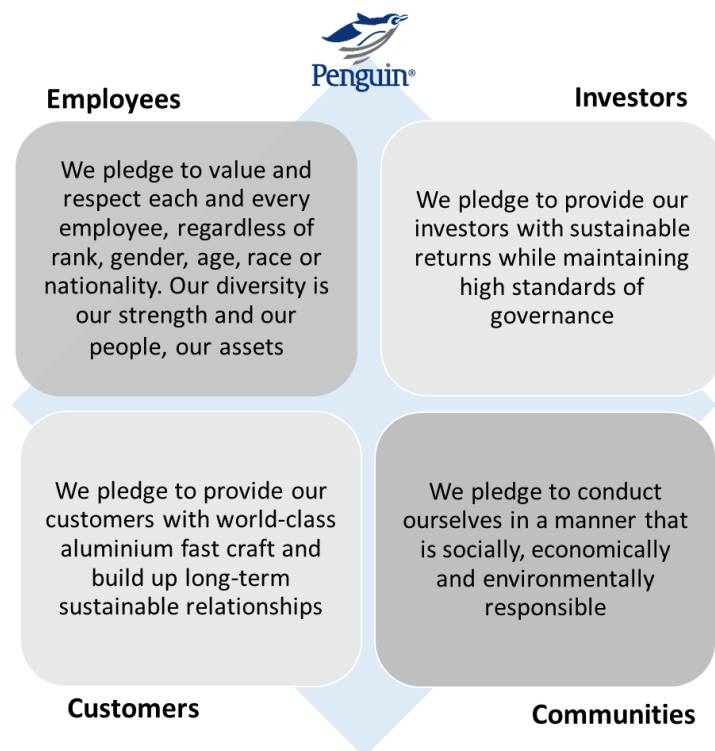 Penguin®
Employees
Investors
We pledge to value and
respect each and every
employee, regardless of
rank, gender, age, race or
nationality. Our diversity is
our strength and our
people, our assets
We pledge to provide our
investors with sustainable
returns while maintaining
high standards of
governance
We pledge to provide our
customers with world-class
aluminium fast craft and
build up long-term
sustainable relationships
We pledge to conduct
ourselves in a manner that
is socially, economically
and environmentally
responsible
Customers
Communities